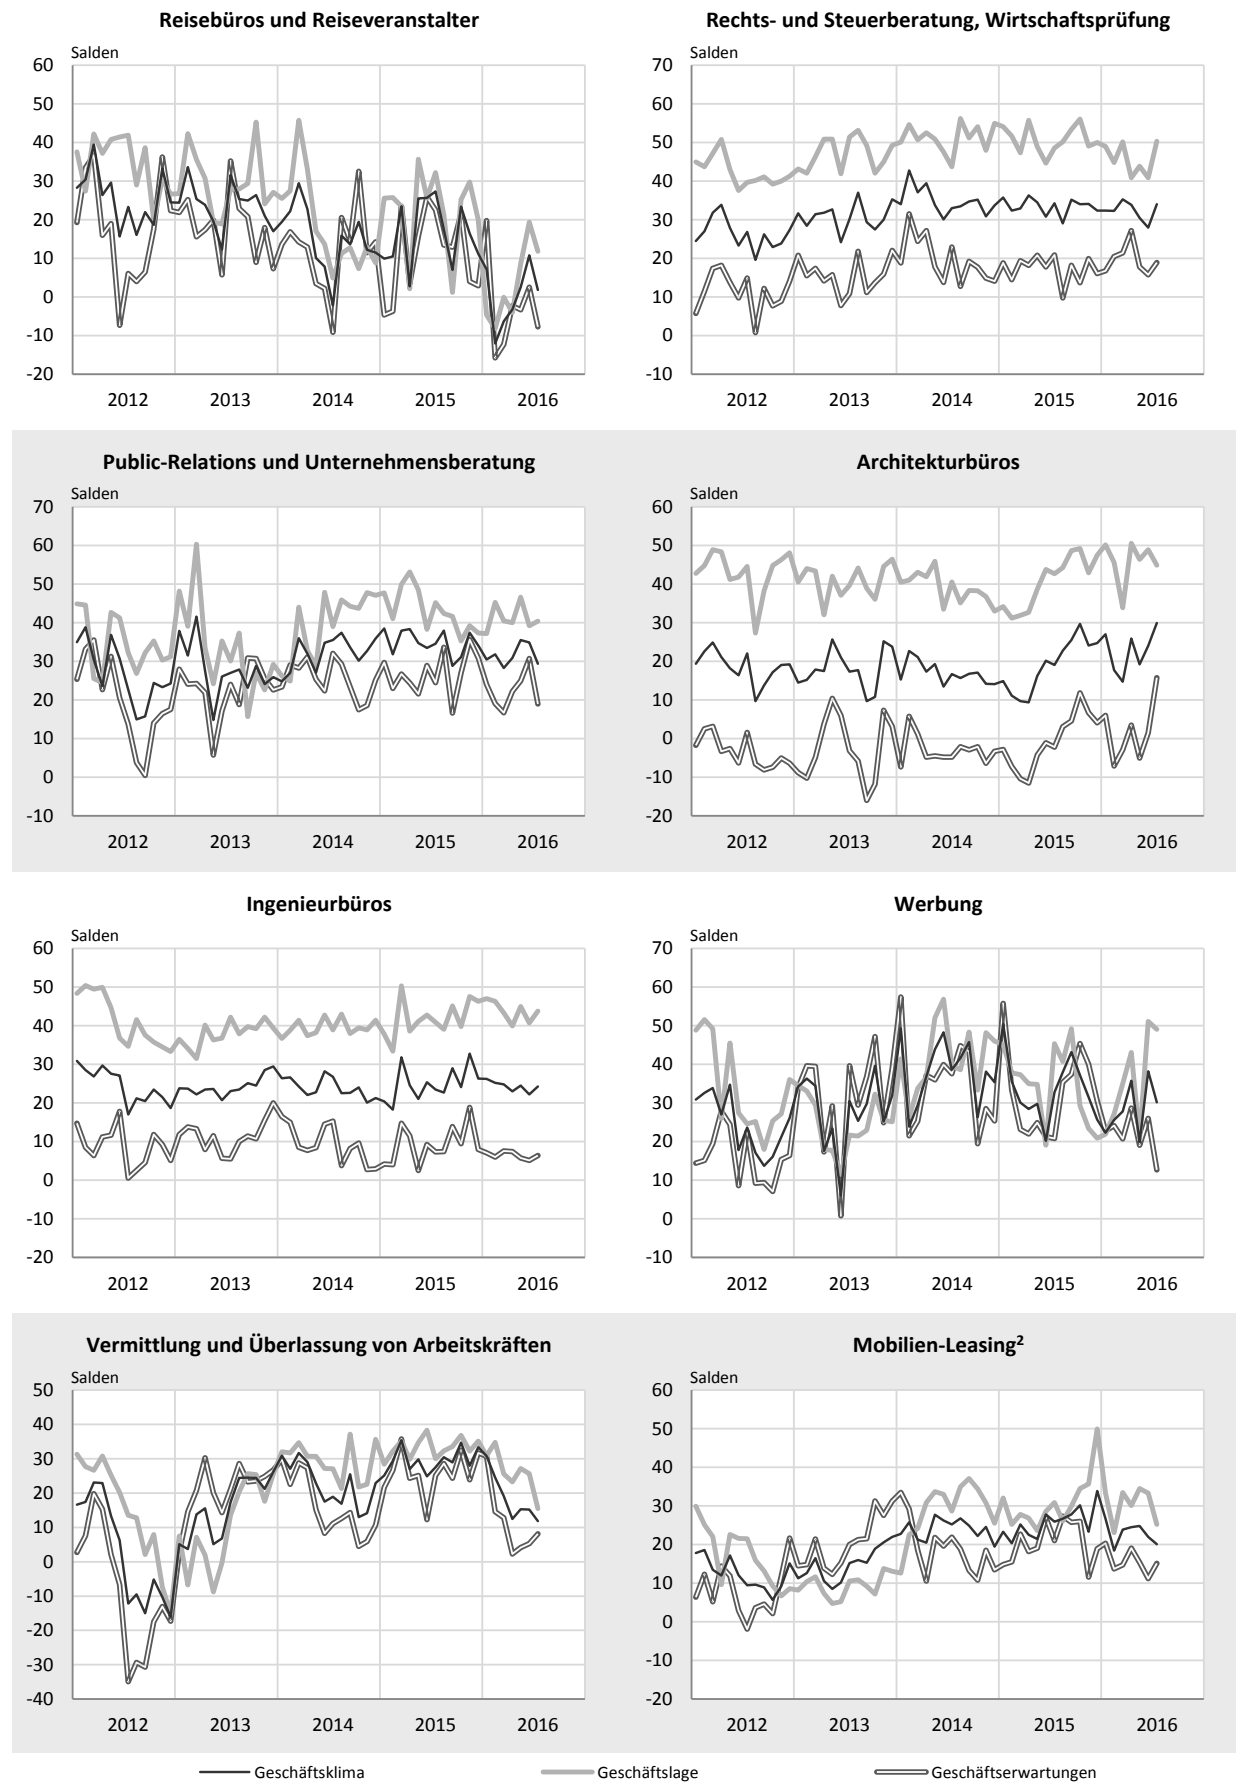 Reisebüros und Reiseveranstalter
Salden
60
50
40
30
20
10
0
-10
-20
2012 2013 2014 2015 2016
Rechts- und Steuerberatung, Wirtschaftsprüfung
Salden
70
60
50
40
30
20
10
0
-10
2012 2013 2014 2015 2016
Public-Relations und Unternehmensberatung
Salden
70
60
50
40
30
20
10
0
-10
2012 2013 2014 2015 2016
Architekturbüros
Salden
60
50
40
30
20
10
0
-10
-20
2012 2013 2014 2015 2016
Ingenieurbüros
Salden
60
50
40
30
20
10
0
-10
-20
2012 2013 2014 2015 2016
Werbung
Salden
70
60
50
40
30
20
10
0
-10
2012 2013 2014 2015 2016
Vermittlung und Überlassung von Arbeitskräften
Salden
50
40
30
20
10
0
-10
-20
-30
-40
2012 2013 2014 2015 2016
Mobilien-Leasing²
Salden
60
50
40
30
20
10
0
-10
-20
2012 2013 2014 2015 2016
Geschäftsklima Geschäftslage Geschäftserwartungen